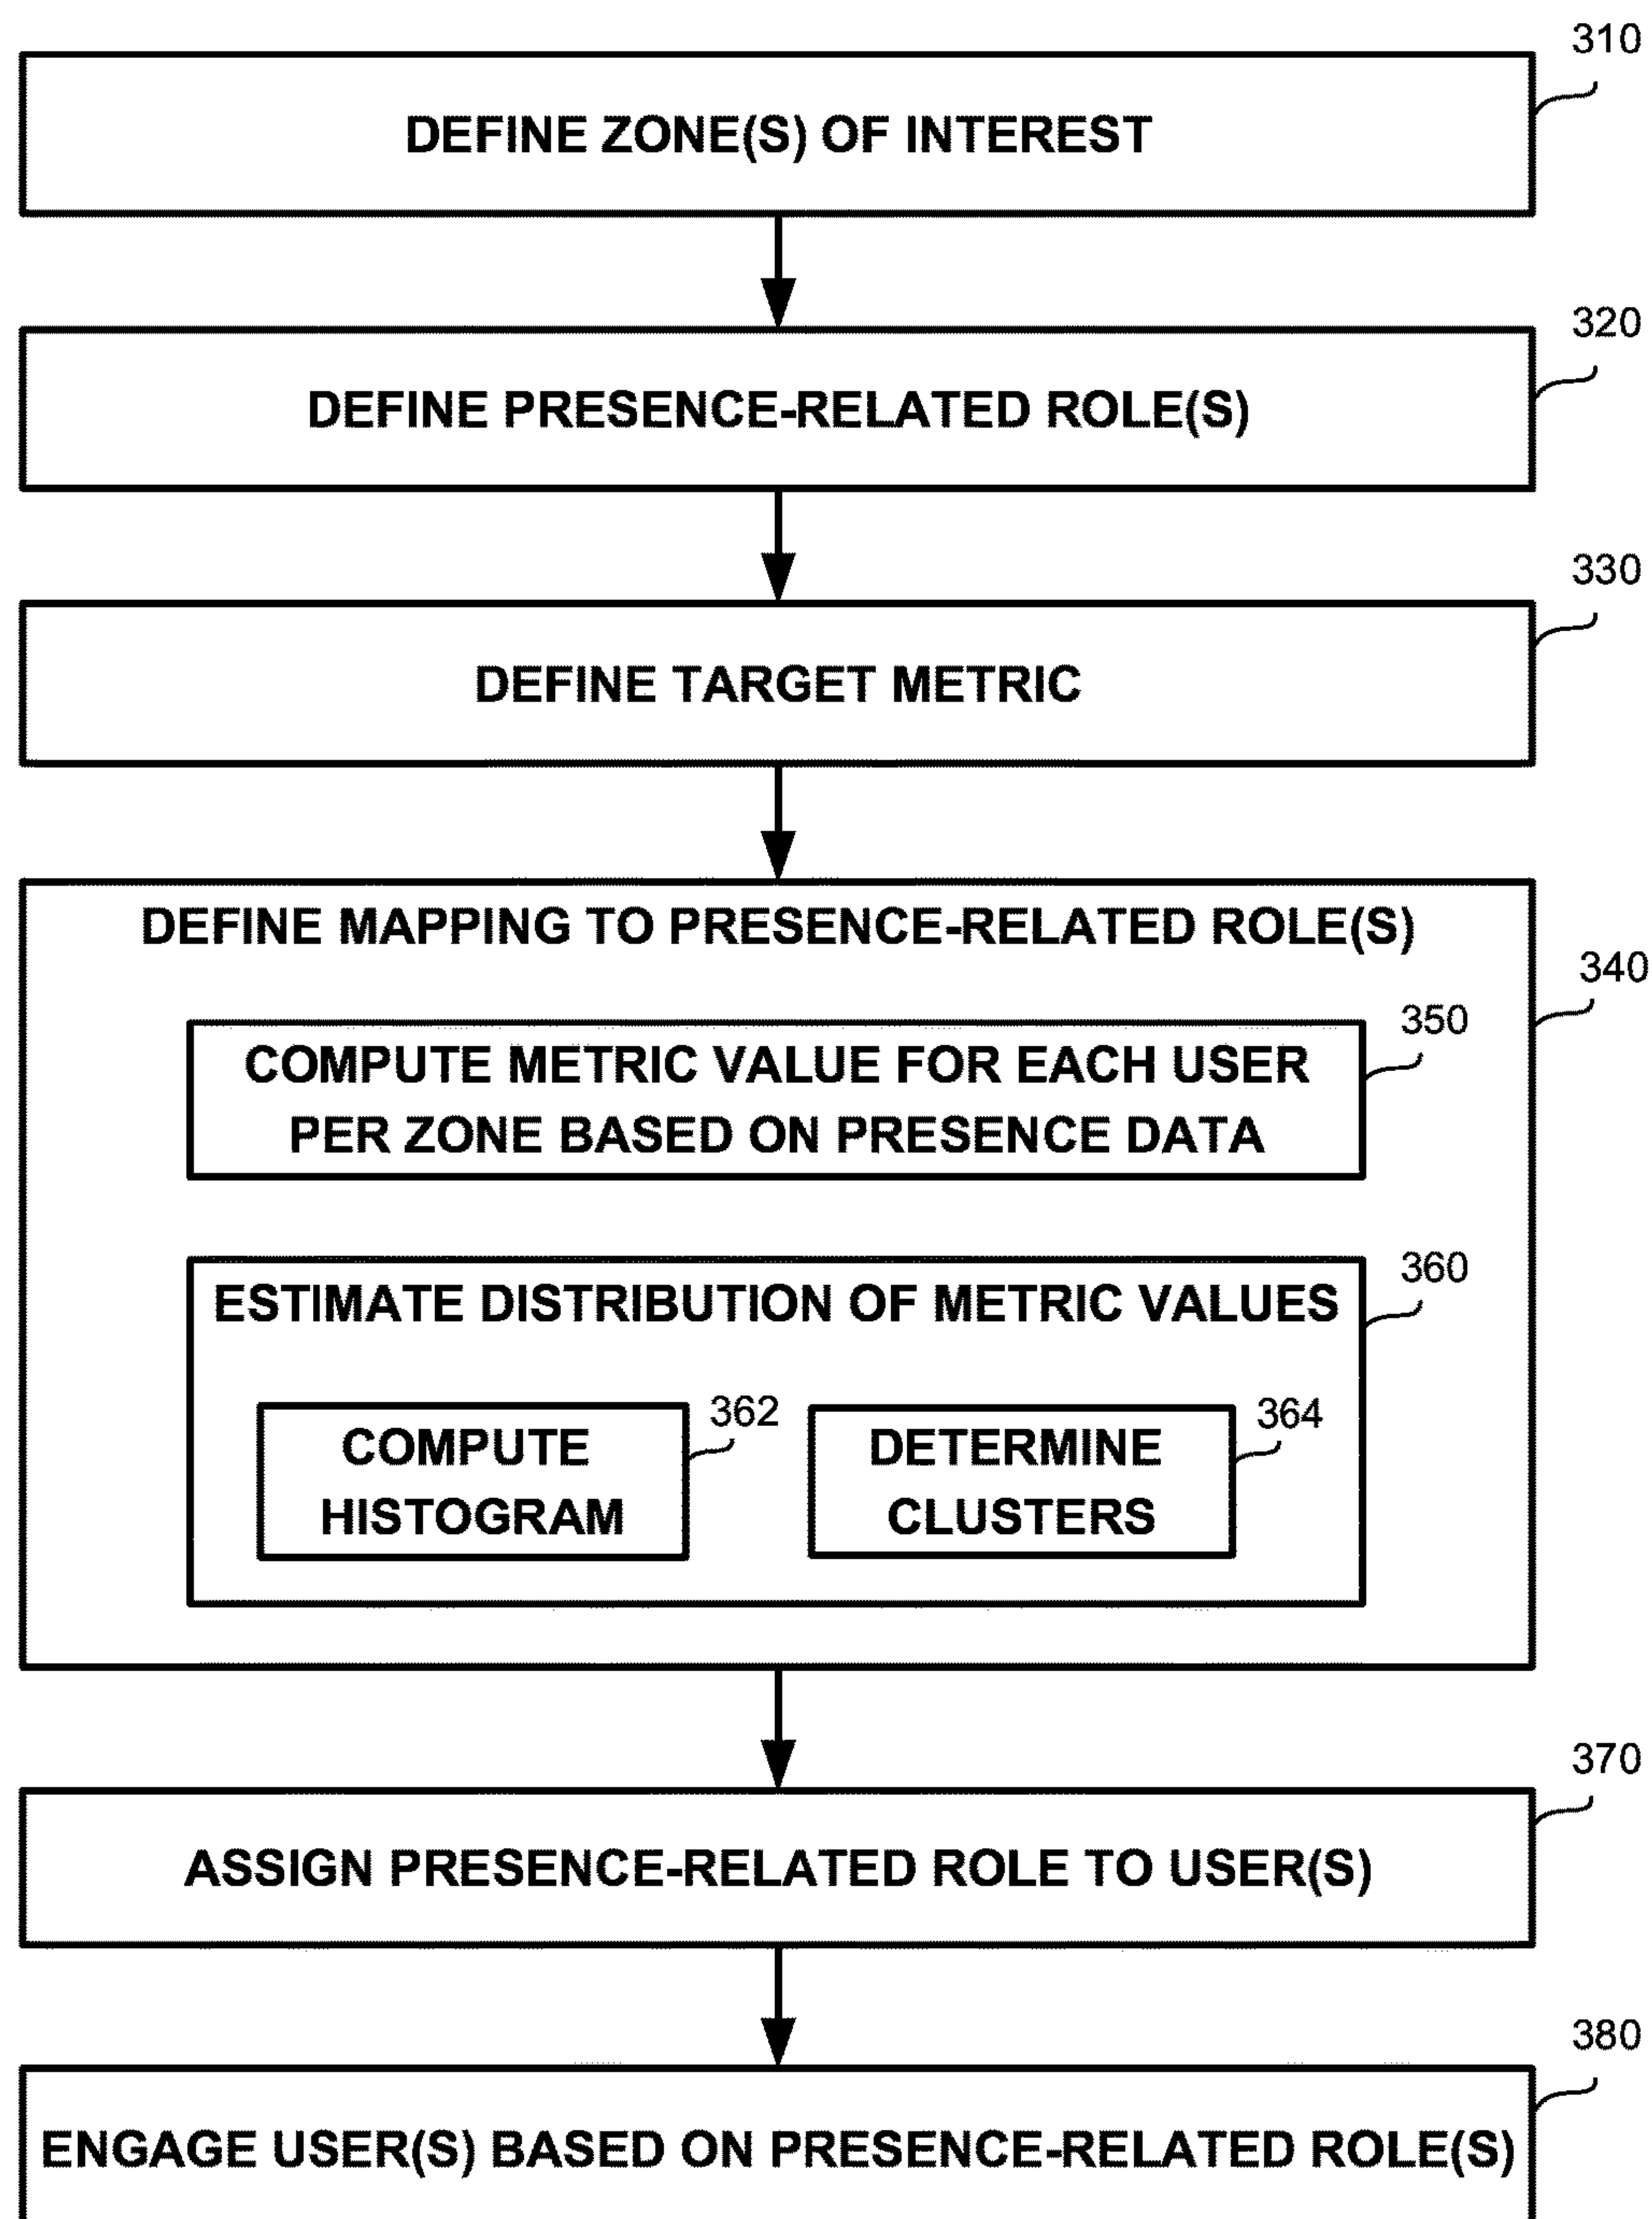 310
DEFINE ZONE(S) OF INTEREST
320
DEFINE PRESENCE-RELATED ROLE(S)
330
DEFINE TARGET METRIC
DEFINE MAPPING TO PRESENCE-RELATED ROLE(S)
340
350
COMPUTE METRIC VALUE FOR EACH USER
PER ZONE BASED ON PRESENCE DATA
360
ESTIMATE DISTRIBUTION OF METRIC VALUES
362
COMPUTE
HISTOGRAM
364
DETERMINE
CLUSTERS
370
ASSIGN PRESENCE-RELATED ROLE TO USER(S)
380
ENGAGE USER(S) BASED ON PRESENCE-RELATED ROLE(S)